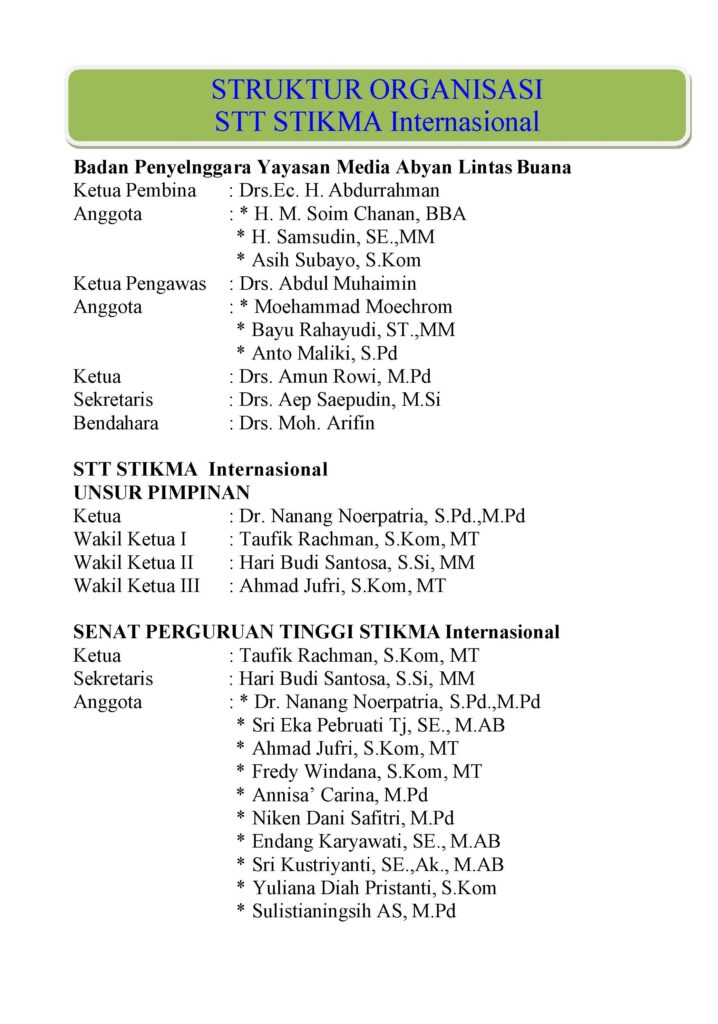 STRUKTUR ORGANISASI
STT STIKMA Internasional
Badan Penyelnggara Yayasan Media Abyan Lintas Buana
Ketua Pembina : Drs.Ec. H. Abdurrahman
Anggota : * H. M. Soim Chanan, BBA
* H. Samsudin, SE.,MM
* Asih Subayo, S.Kom
Ketua Pengawas : Drs. Abdul Muhaimin
Anggota : * Moehammad Moechrom
* Bayu Rahayudi, ST.,MM
* Anto Maliki, S.Pd
Ketua : Drs. Amun Rowi, M.Pd
Sekretaris : Drs. Aep Saepudin, M.Si
Bendahara : Drs. Moh. Arifin
STT STIKMA Internasional
UNSUR PIMPINAN
Ketua : Dr. Nanang Noerpatria, S.Pd.,M.Pd
Wakil Ketua I : Taufik Rachman, S.Kom, MT
Wakil Ketua II : Hari Budi Santosa, S.Si, MM
Wakil Ketua III : Ahmad Jufri, S.Kom, MT
SENAT PERGURUAN TINGGI STIKMA Internasional
Ketua : Taufik Rachman, S.Kom, MT
Sekretaris : Hari Budi Santosa, S.Si, MM
Anggota : * Dr. Nanang Noerpatria, S.Pd.,M.Pd
* Sri Eka Pebruati Tj, SE., M.AB
* Ahmad Jufri, S.Kom, MT
* Fredy Windana, S.Kom, MT
* Annisa’ Carina, M.Pd
* Niken Dani Safitri, M.Pd
* Endang Karyawati, SE., M.AB
* Sri Kustriyanti, SE.,Ak., M.AB
* Yuliana Diah Pristanti, S.Kom
* Sulistianingsih AS, M.Pd